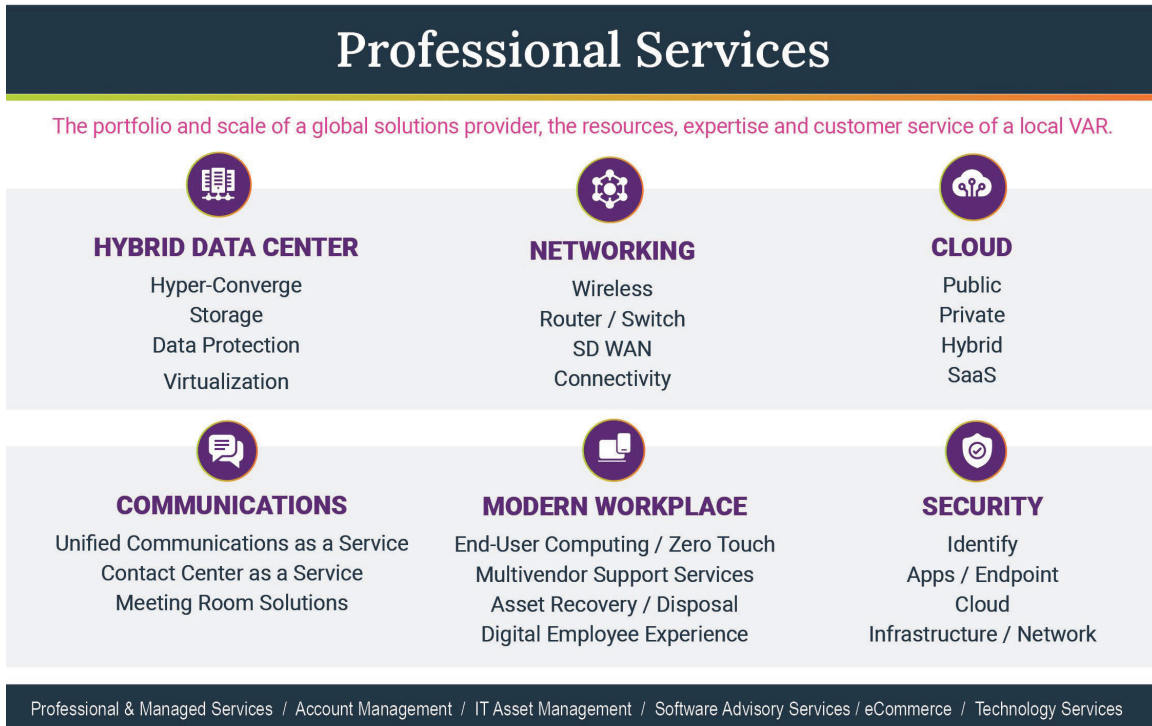 Professional Services
The portfolio and scale of a global solutions provider, the resources, expertise and customer service of a local VAR.
HYBRID DATA CENTER
Hyper-Converge
Storage
Data Protection
Virtualization
NETWORKING
Wireless
Router / Switch
SD WAN
Connectivity
CLOUD
Public
Private
Hybrid
SaaS
COMMUNICATIONS
Unified Communications as a Service
Contact Center as a Service
Meeting Room Solutions
MODERN WORKPLACE
End-User Computing / Zero Touch
Multivendor Support Services
Asset Recovery / Disposal
Digital Employee Experience
SECURITY
Identify
Apps / Endpoint
Cloud
Infrastructure / Network
Professional & Managed Services / Account Management / IT Asset Management / Software Advisory Services / eCommerce / Technology Services